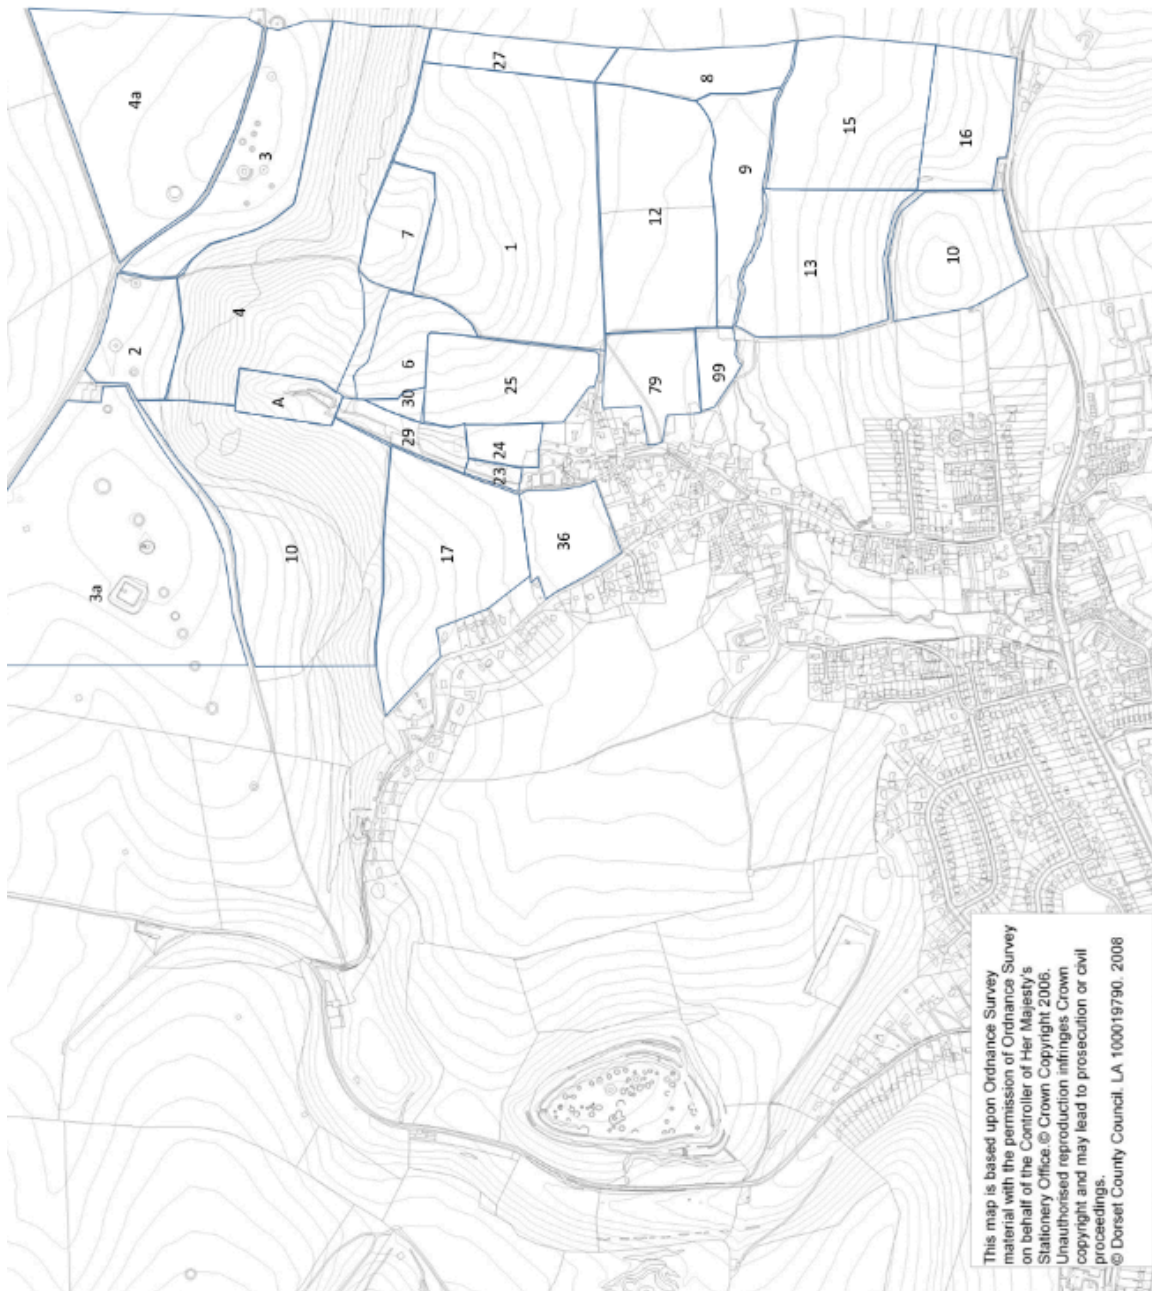 4a
3
27
8
15
16
2
4
7
1
12
9
13
10
A
6
30
25
79
99
29
24
23
3a
10
17
36
This map is based upon Ordnance Survey
material with the permission of Ordnance Survey
on behalf of the Controller of Her Majesty's
Stationery Office.© Crown Copyright 2006.
Unauthorised reproduction infringes Crown
copyright and may lead to prosecution or civil
proceedings.
© Dorset County Council. LA 100019790. 2008